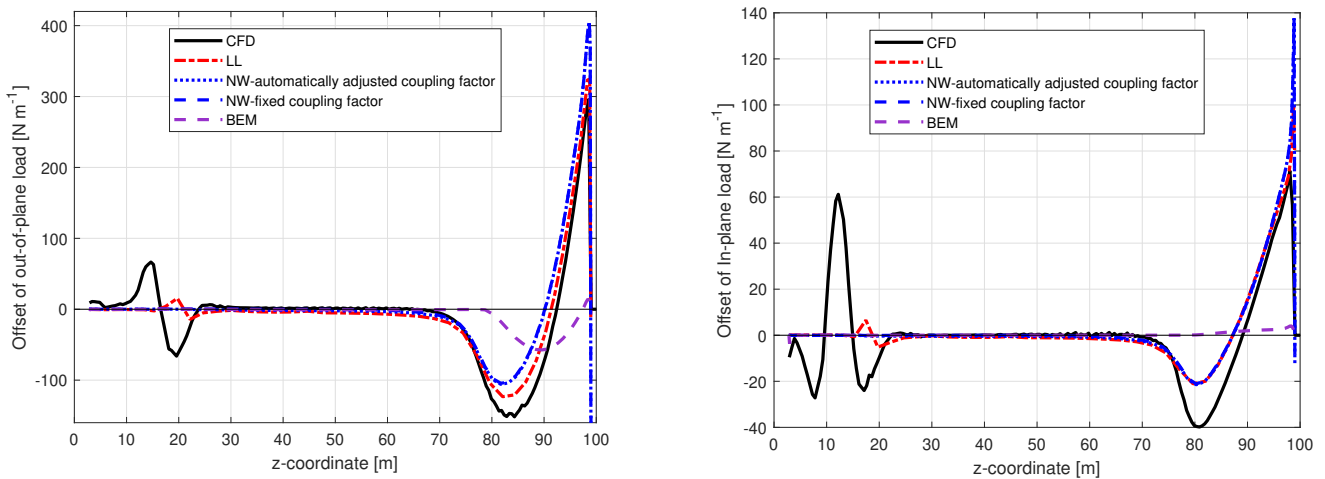 Offset of out-of-plane load [N m⁻¹]
400
300
200
100
0
-100
0 10 20 30 40 50 60 70 80 90 100
z-coordinate [m]
CFD
LL
NW-automatically adjusted coupling factor
NW-fixed coupling factor
BEM
Offset of In-plane load [N m⁻¹]
140
120
100
80
60
40
20
0
-20
-40
0 10 20 30 40 50 60 70 80 90 100
z-coordinate [m]
CFD
LL
NW-automatically adjusted coupling factor
NW-fixed coupling factor
BEM